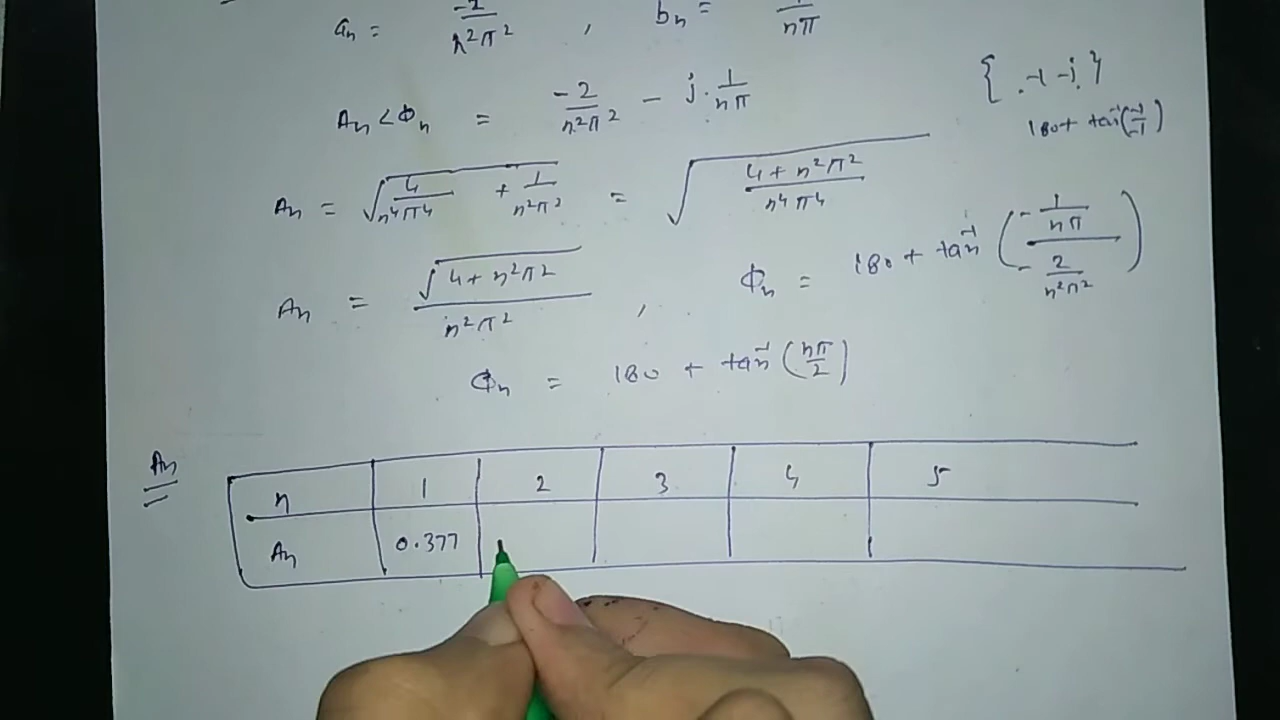 aₙ = -2/n²π² , bₙ = 1/nπ
Aₙ∠Φₙ = -2/n²π² - j·1/nπ
{ -1 -j }
180 + tan⁻¹(-1/-1)
Aₙ = √(4/n⁴π⁴ + 1/n²π²) = √((4 + n²π²)/n⁴π⁴)
Aₙ = √(4 + n²π²)/n²π² , Φₙ = 180 + tan⁻¹((-1/nπ)/(-2/n²π²))
Φₙ = 180 + tan⁻¹(nπ/2)
Aₙ
n 1 2 3 4 5
Aₙ 0.377